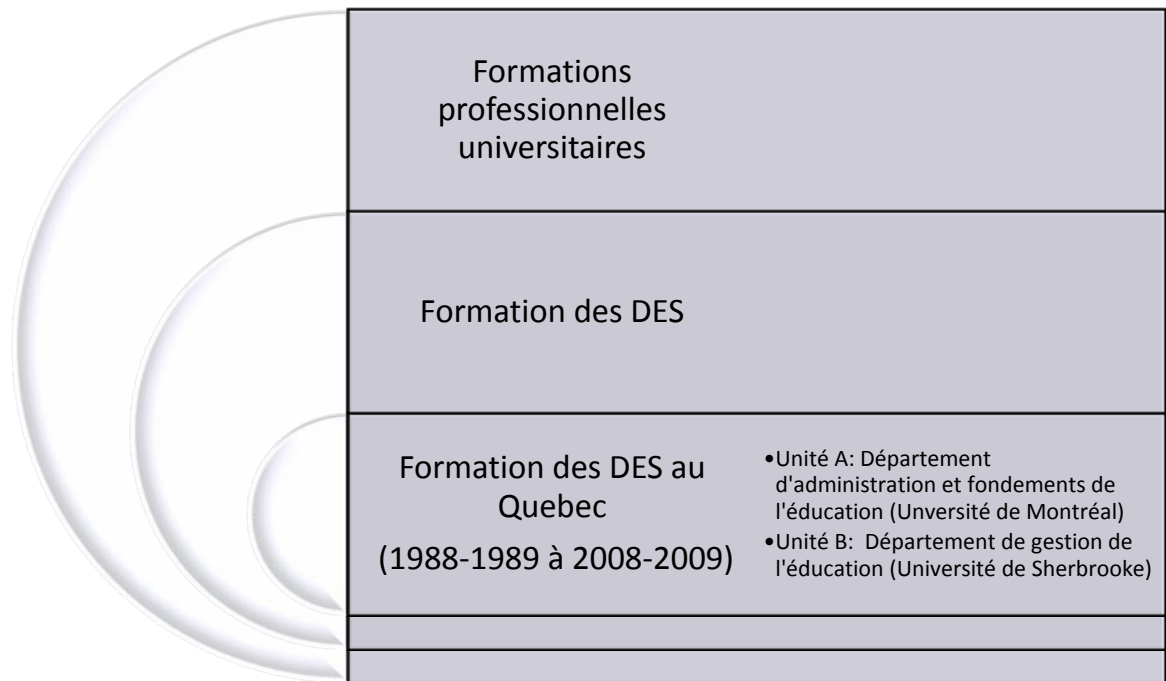 Formations
professionnelles
universitaires
Formation des DES
Formation des DES au
Quebec
(1988-1989 à 2008-2009)
•Unité A: Département
d'administration et fondements de
l'éducation (Unversité de Montréal)
•Unité B: Département de gestion de
l'éducation (Université de Sherbrooke)